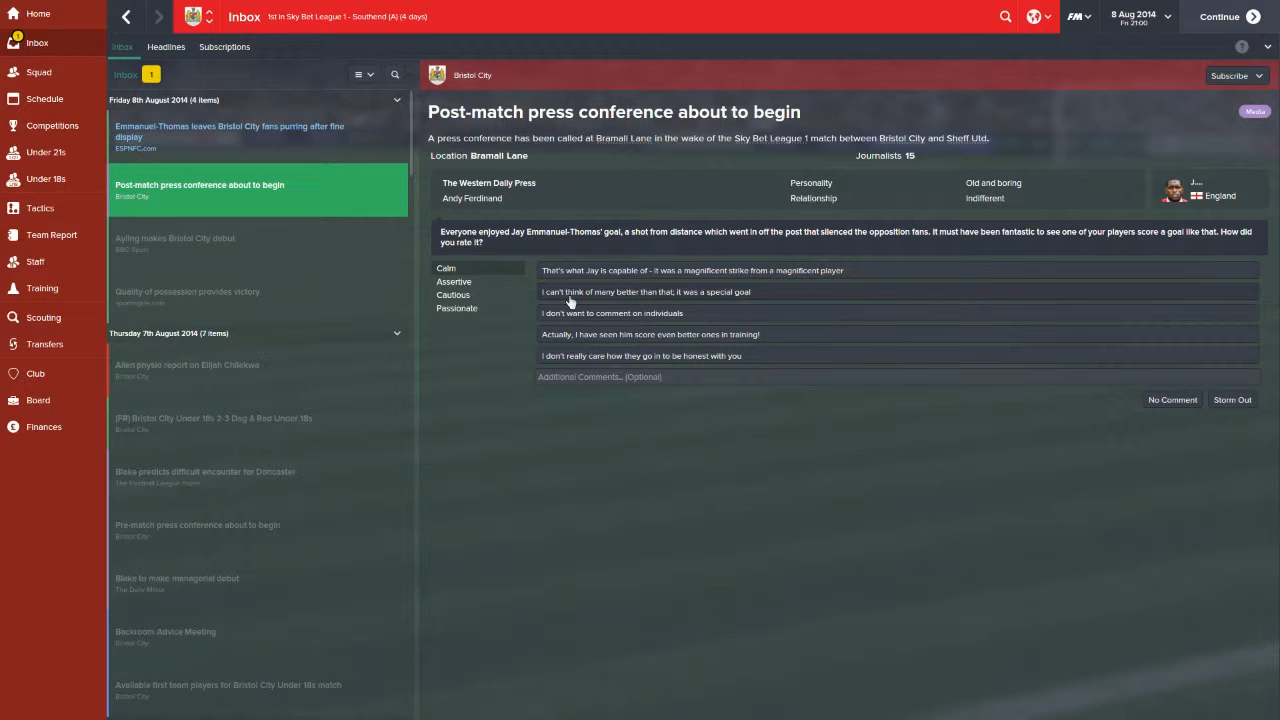 Home
1
Inbox
Squad
Schedule
Competitions
Under 21s
Under 18s
Tactics
Team Report
Staff
Training
Scouting
Transfers
Club
Board
Finances
Inbox 1st in Sky Bet League 1 - Southend (A) (4 days)
FM
8 Aug 2014
Fri 21:00
Continue
Inbox Headlines Subscriptions
?
Inbox 1
Friday 8th August 2014 (4 items)
Emmanuel-Thomas leaves Bristol City fans purring after fine
display
ESPNFC.com
Post-match press conference about to begin
Bristol City
Ayling makes Bristol City debut
BBC Sport
Quality of possession provides victory
sportinglife.com
Thursday 7th August 2014 (7 items)
Alien physio report on Elijah Chilekwa
Bristol City
(FR) Bristol City Under 18s 2-3 Dag & Red Under 18s
Bristol City
Blake predicts difficult encounter for Doncaster
The Football League Paper
Pre-match press conference about to begin
Bristol City
Blake to make managerial debut
The Daily Mirror
Backroom Advice Meeting
Bristol City
Available first team players for Bristol City Under 18s match
Bristol City
Bristol City
Subscribe
Post-match press conference about to begin
Media
A press conference has been called at Bramall Lane in the wake of the Sky Bet League 1 match between Bristol City and Sheff Utd.
Location Bramall Lane Journalists 15
The Western Daily Press Personality Old and boring
Andy Ferdinand Relationship Indifferent
J....
England
Everyone enjoyed Jay Emmanuel-Thomas' goal, a shot from distance which went in off the post that silenced the opposition fans. It must have been fantastic to see one of your players score a goal like that. How did
you rate it?
Calm
Assertive
Cautious
Passionate
That's what Jay is capable of - it was a magnificent strike from a magnificent player
I can't think of many better than that; it was a special goal
I don't want to comment on individuals
Actually, I have seen him score even better ones in training!
I don't really care how they go in to be honest with you
Additional Comments... (Optional)
No Comment Storm Out